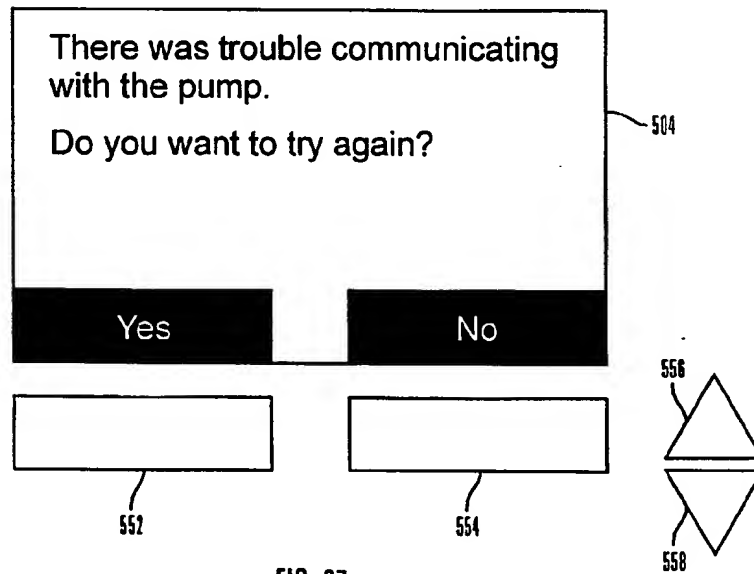 There was trouble communicating
with the pump.
Do you want to try again?
504
Yes No
556
552 554
558